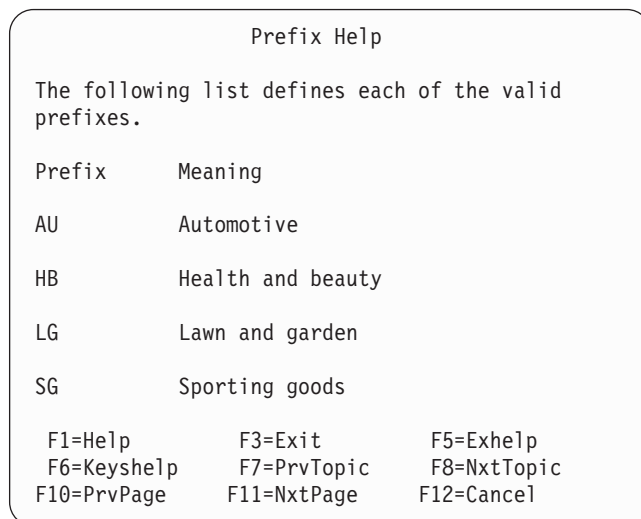 Prefix Help
The following list defines each of the valid
prefixes.
Prefix Meaning
AU Automotive
HB Health and beauty
LG Lawn and garden
SG Sporting goods
F1=Help F3=Exit F5=Exhelp
F6=Keyshelp F7=PrvTopic F8=NxtTopic
F10=PrvPage F11=NxtPage F12=Cancel